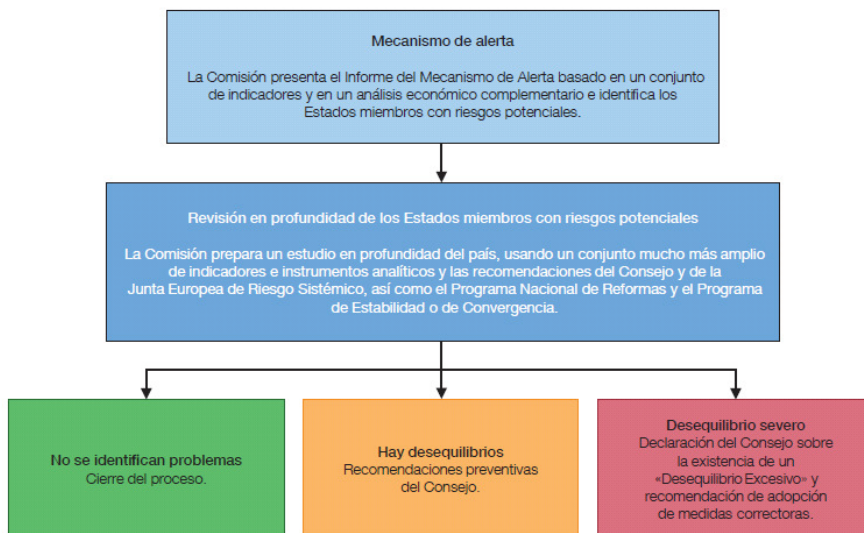 Mecanismo de alerta
La Comisión presenta el Informe del Mecanismo de Alerta basado en un conjunto
de indicadores y en un análisis económico complementario e identifica los
Estados miembros con riesgos potenciales.
Revisión en profundidad de los Estados miembros con riesgos potenciales
La Comisión prepara un estudio en profundidad del país, usando un conjunto mucho más amplio
de indicadores e instrumentos analíticos y las recomendaciones del Consejo y de la
Junta Europea de Riesgo Sistémico, así como el Programa Nacional de Reformas y el Programa
de Estabilidad o de Convergencia.
No se identifican problemas
Cierre del proceso.
Hay desequilibrios
Recomendaciones preventivas
del Consejo.
Desequilibrio severo
Declaración del Consejo sobre
la existencia de un
«Desequilibrio Excesivo» y
recomendación de adopción
de medidas correctoras.